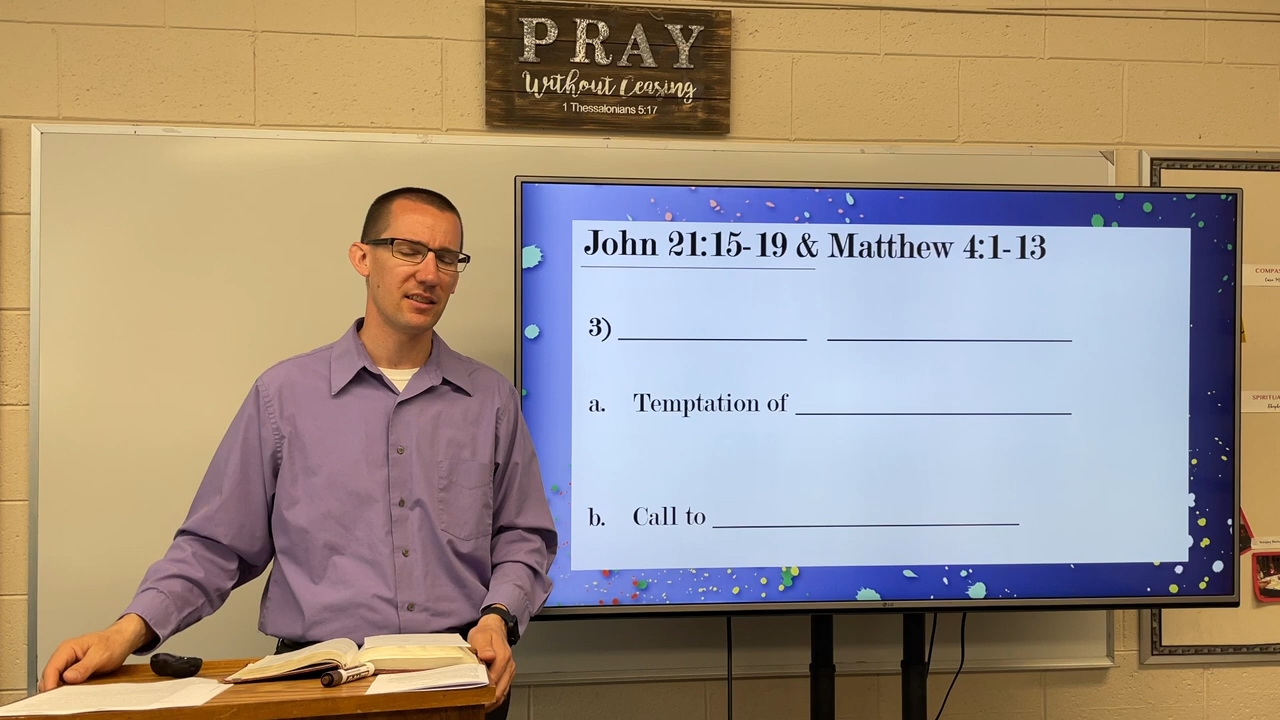 PRAY
Without Ceasing
1 Thessalonians 5:17
John 21:15-19 & Matthew 4:1-13
3)
a. Temptation of
b. Call to
LG